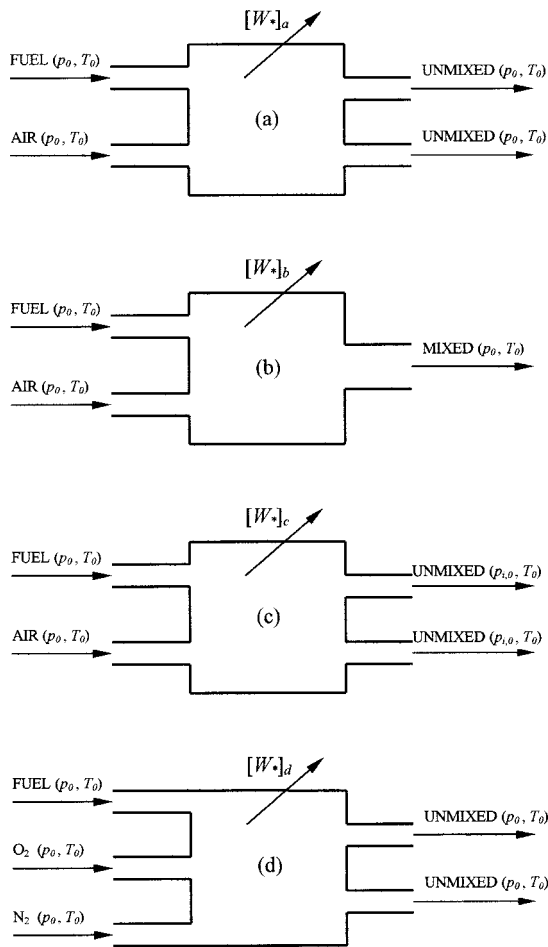 [W*]a
FUEL (p0, T0)
UNMIXED (p0, T0)
(a)
AIR (p0, T0)
UNMIXED (p0, T0)
[W*]b
FUEL (p0, T0)
MIXED (p0, T0)
(b)
AIR (p0, T0)
[W*]c
FUEL (p0, T0)
UNMIXED (pi,0, T0)
(c)
AIR (p0, T0)
UNMIXED (pi,0, T0)
[W*]d
FUEL (p0, T0)
UNMIXED (p0, T0)
O2 (p0, T0)
(d)
UNMIXED (p0, T0)
N2 (p0, T0)